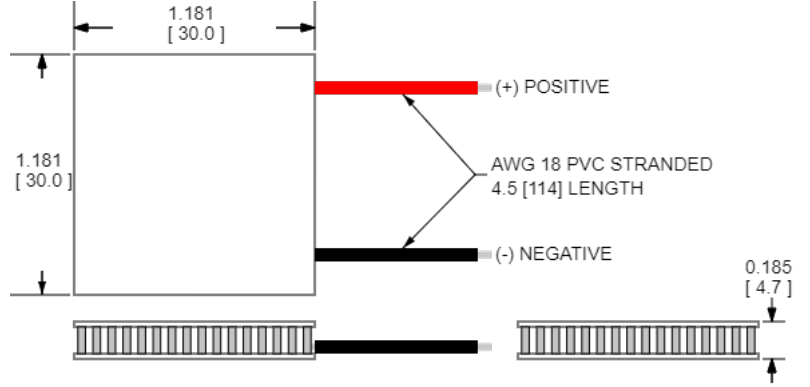 1.181
[ 30.0 ]
(+) POSITIVE
1.181
[ 30.0 ]
AWG 18 PVC STRANDED
4.5 [114] LENGTH
(-) NEGATIVE
0.185
[ 4.7 ]